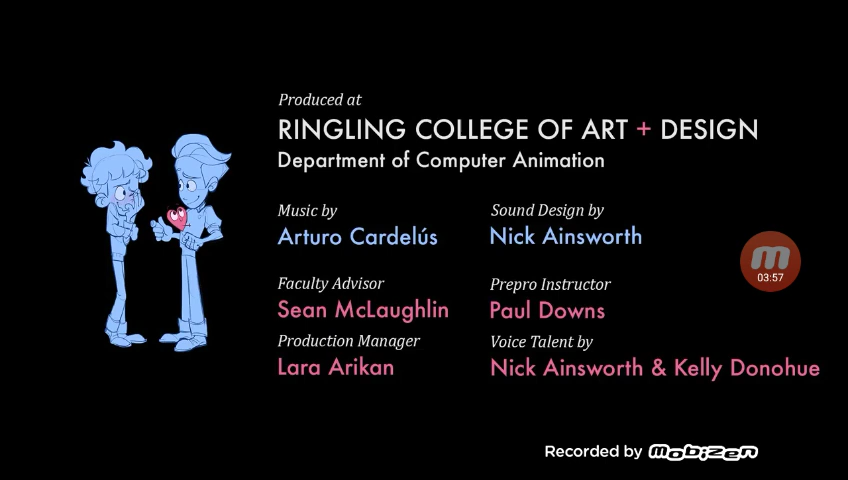 Produced at
RINGLING COLLEGE OF ART + DESIGN
Department of Computer Animation
Music by
Arturo Cardelús
Sound Design by
Nick Ainsworth
Faculty Advisor
Sean McLaughlin
Prepro Instructor
Paul Downs
Production Manager
Lara Arikan
Voice Talent by
Nick Ainsworth & Kelly Donohue
m
03:57
Recorded by mobizen